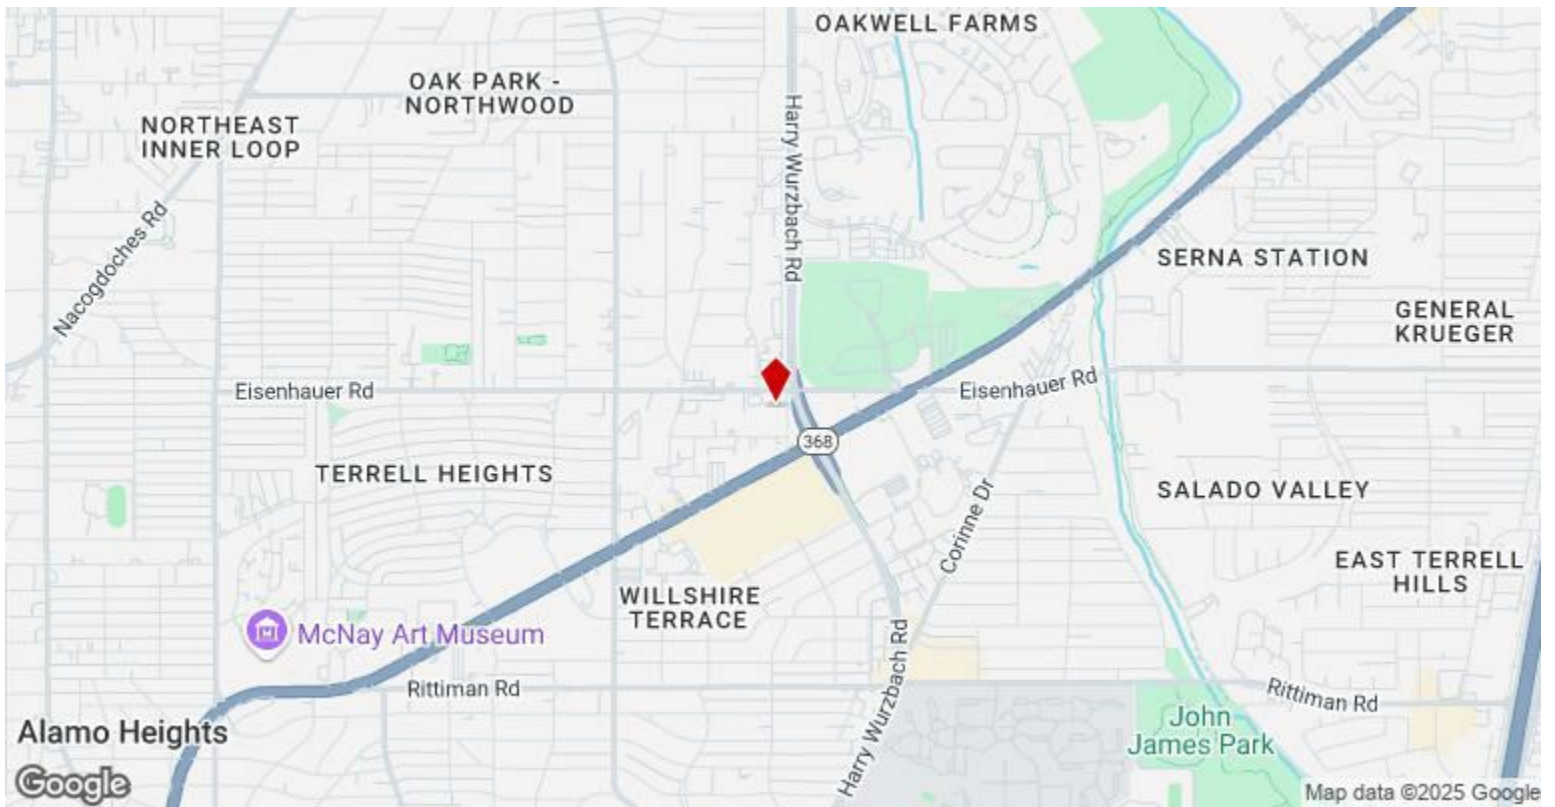 OAKWELL FARMS
OAK PARK -
NORTHWOOD
NORTHEAST
INNER LOOP
Harry Wurzbach Rd
Nacogdoches Rd
SERNA STATION
GENERAL
KRUEGER
Eisenhauer Rd
Eisenhauer Rd
368
TERRELL HEIGHTS
SALADO VALLEY
Corinne Dr
EAST TERRELL
HILLS
WILLSHIRE
TERRACE
McNay Art Museum
Harry Wurzbach Rd
Rittiman Rd
Rittiman Rd
John
James Park
Alamo Heights
Google
Map data ©2025 Google